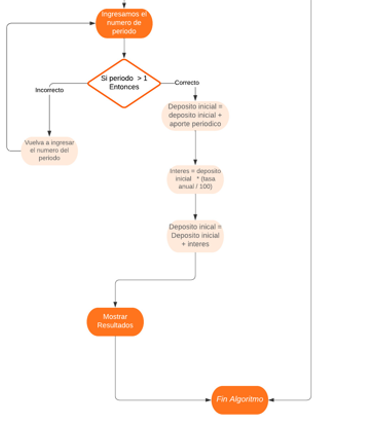 Ingresamos el
numero de
periodo
Si periodo > 1
Entonces
Incorrecto
Correcto
Deposito inicial =
deposito inicial +
aporte periodico
Vuelva a ingresar
el numero del
periodo
Interes = deposito
inicial * (tasa
anual / 100)
Deposito inical =
Deposito inicial
+ interes
Mostrar
Resultados
Fin Algoritmo